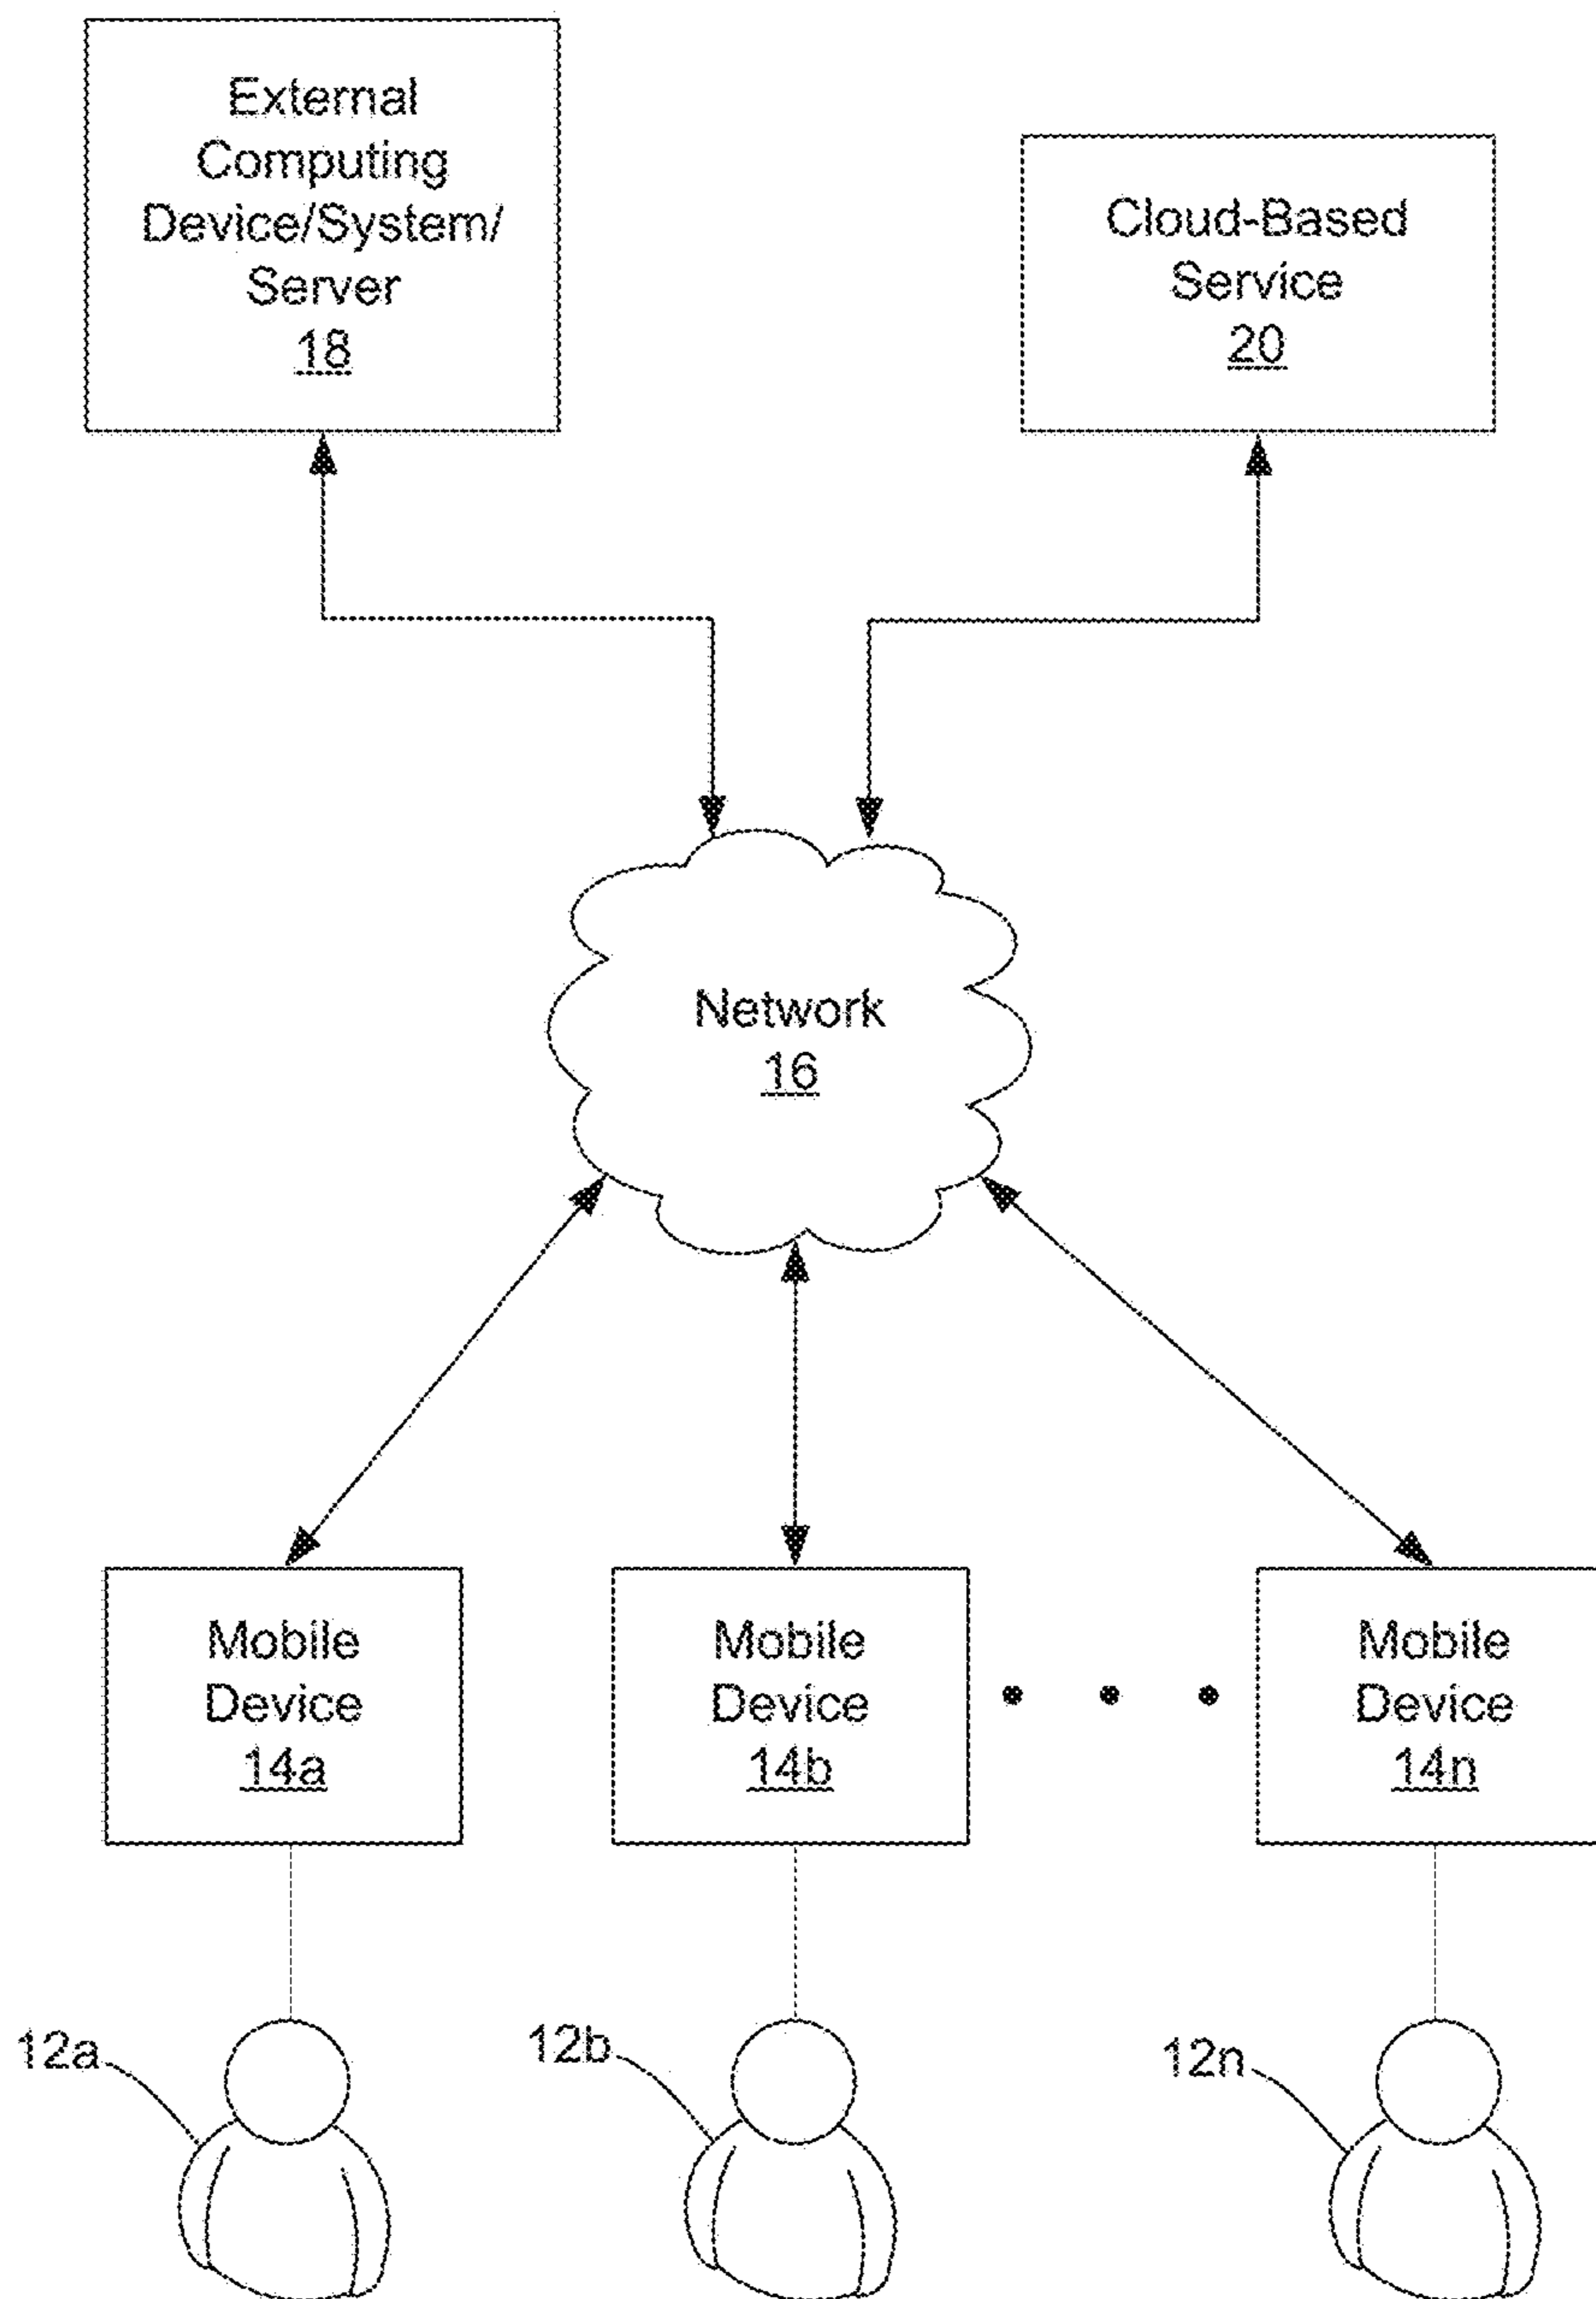 External
Computing
Device/System/
Server
18
Cloud-Based
Service
20
Network
16
Mobile
Device
14a
Mobile
Device
14b
Mobile
Device
14n
12a
12b
12n